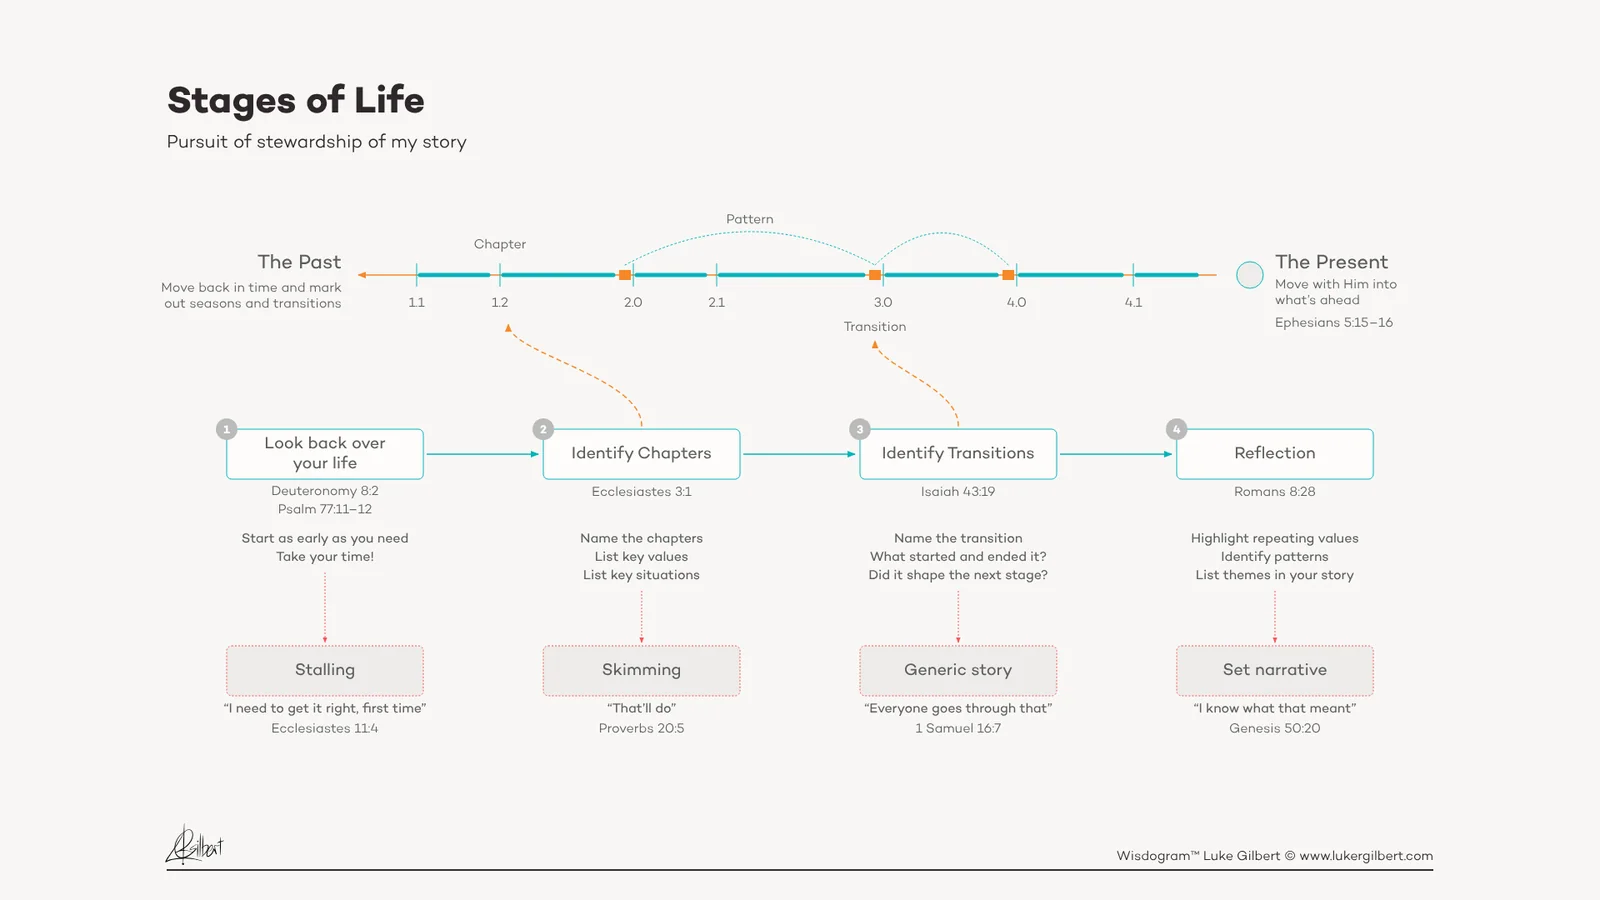 Stages of Life
Pursuit of stewardship of my story
Pattern
Chapter
The Past
Move back in time and mark
out seasons and transitions
1.1
1.2
2.0
2.1
3.0
4.0
4.1
Transition
The Present
Move with Him into
what's ahead
Ephesians 5:15–16
1
Look back over
your life
Deuteronomy 8:2
Psalm 77:11–12
Start as early as you need
Take your time!
2
Identify Chapters
Ecclesiastes 3:1
Name the chapters
List key values
List key situations
3
Identify Transitions
Isaiah 43:19
Name the transition
What started and ended it?
Did it shape the next stage?
4
Reflection
Romans 8:28
Highlight repeating values
Identify patterns
List themes in your story
Stalling
“I need to get it right, first time”
Ecclesiastes 11:4
Skimming
“That’ll do”
Proverbs 20:5
Generic story
“Everyone goes through that”
1 Samuel 16:7
Set narrative
“I know what that meant”
Genesis 50:20
LRGilbert
Wisdogram™ Luke Gilbert © www.lukergilbert.com